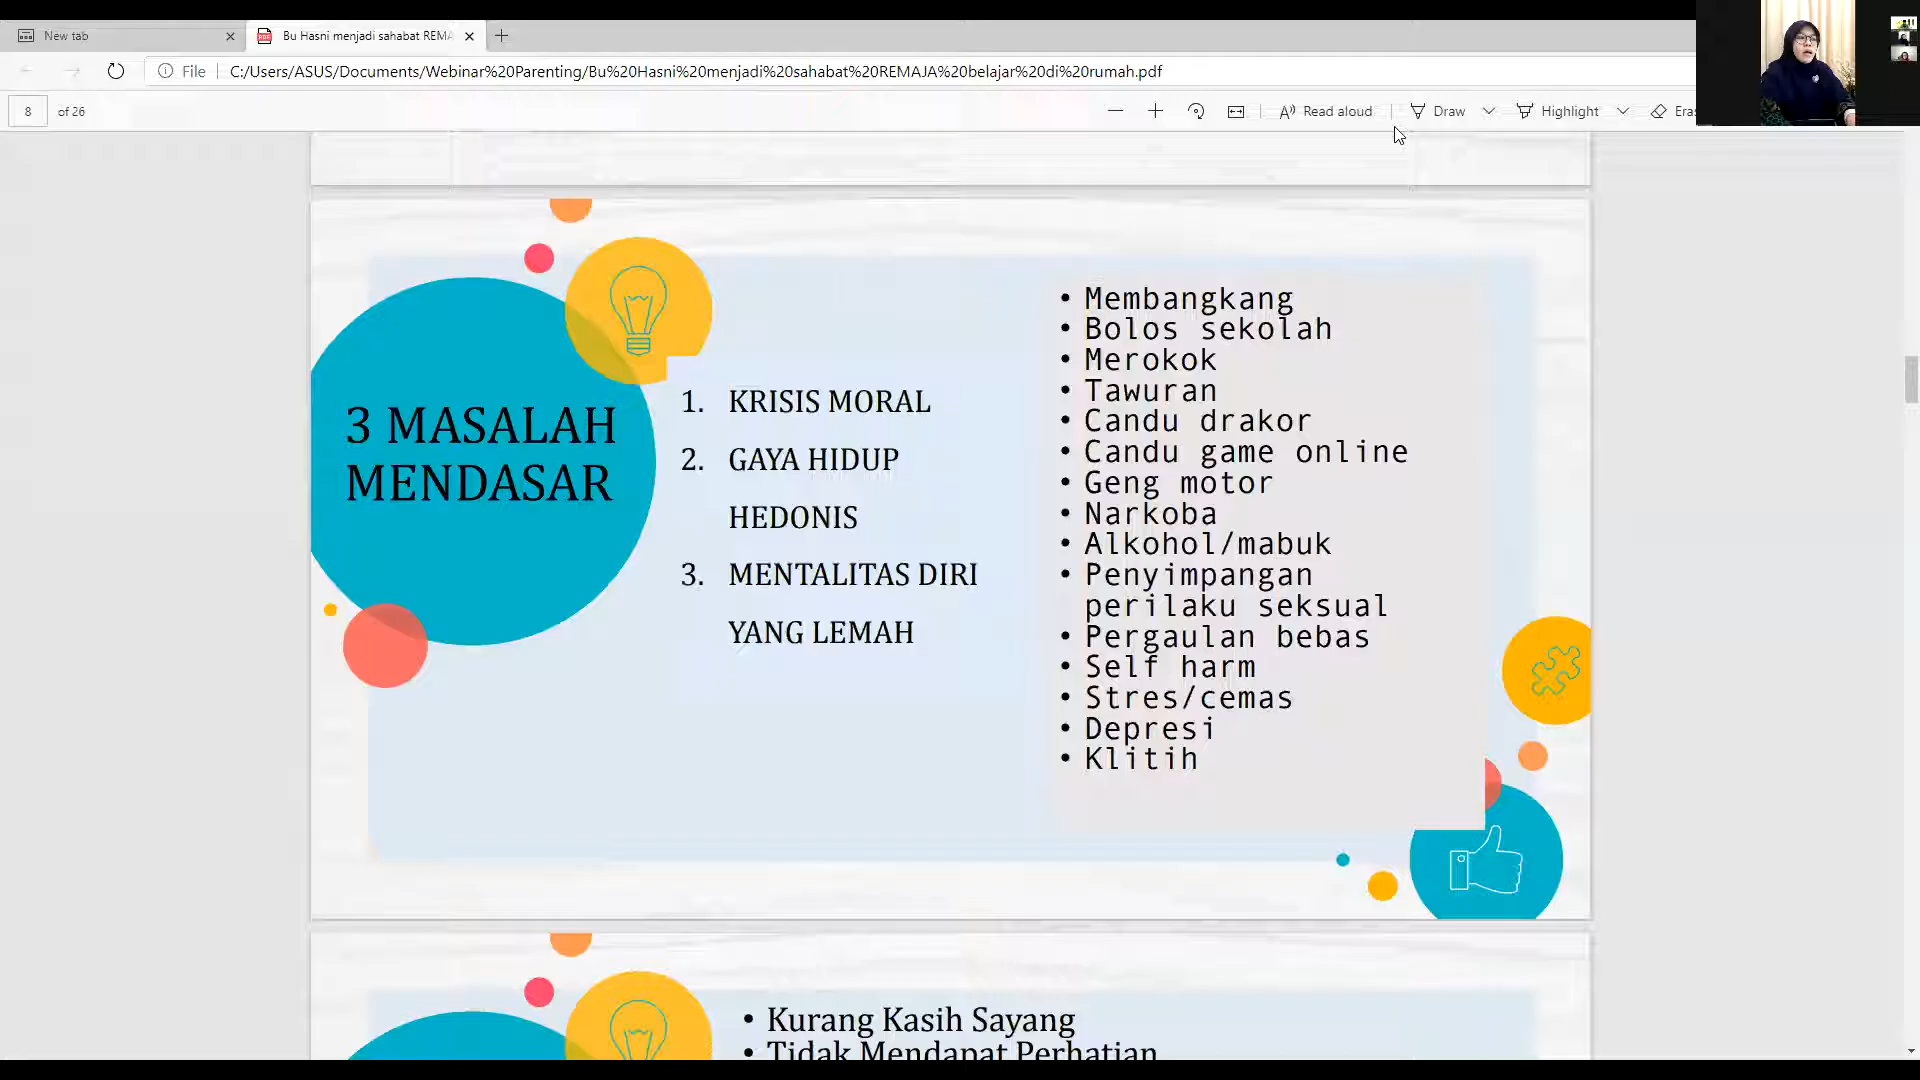 New tab
Bu Hasni menjadi sahabat REMA
File
C:/Users/ASUS/Documents/Webinar%20Parenting/Bu%20Hasni%20menjadi%20sahabat%20REMAJA%20belajar%20di%20rumah.pdf
8 of 26
Read aloud
Draw
Highlight
Eras
3 MASALAH
MENDASAR
1. KRISIS MORAL
2. GAYA HIDUP
HEDONIS
3. MENTALITAS DIRI
YANG LEMAH
• Membangkang
• Bolos sekolah
• Merokok
• Tawuran
• Candu drakor
• Candu game online
• Geng motor
• Narkoba
• Alkohol/mabuk
• Penyimpangan
perilaku seksual
• Pergaulan bebas
• Self harm
• Stres/cemas
• Depresi
• Klitih
• Kurang Kasih Sayang
• Tidak Mendapat Perhatian